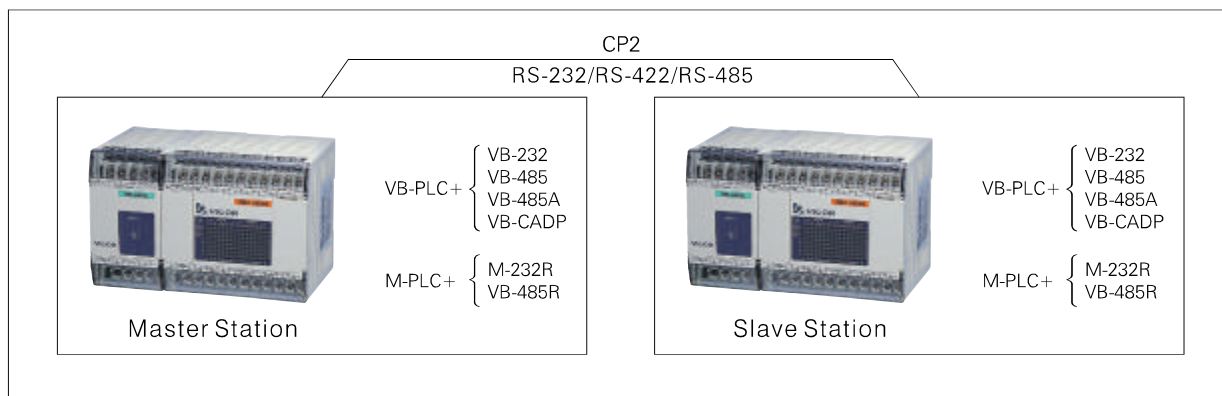 CP2
RS-232/RS-422/RS-485
VB-PLC+
VB-232
VB-485
VB-485A
VB-CADP
M-PLC+
M-232R
VB-485R
Master Station
VB-PLC+
VB-232
VB-485
VB-485A
VB-CADP
M-PLC+
M-232R
VB-485R
Slave Station